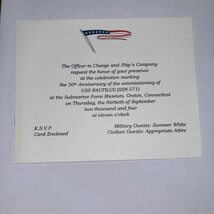 The Officer in Charge and Ship's Company
request the honor of your presence
at the celebration marking
the 50th Anniversary of the commissioning of
USS NAUTILUS (SSN-571)
at the Submarine Force Museum, Groton, Connecticut
on Thursday, the thirtieth of September
two thousand and four
at eleven o'clock
R.S.V.P.
Card Enclosed
Military Guests: Summer White
Civilian Guests: Appropriate Attire